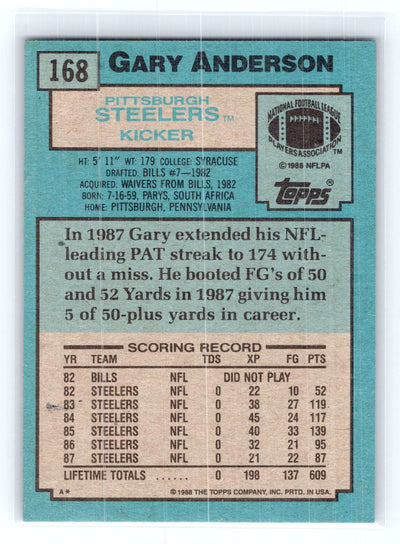 168 GARY ANDERSON
PITTSBURGH
STEELERS™
KICKER
NATIONAL FOOTBALL LEAGUE
PLAYERS ASSOCIATION™
©1988 NFLPA
TOPPS®
HT: 5' 11" WT: 179 COLLEGE: SYRACUSE
DRAFTED: BILLS #7—1982
ACQUIRED: WAIVERS FROM BILLS, 1982
BORN: 7-16-59, PARYS, SOUTH AFRICA
HOME: PITTSBURGH, PENNSYLVANIA
In 1987 Gary extended his NFL-
leading PAT streak to 174 with-
out a miss. He booted FG's of 50
and 52 Yards in 1987 giving him
5 of 50-plus yards in career.
SCORING RECORD
YR TEAM TDS XP FG PTS
82 BILLS NFL DID NOT PLAY
82 STEELERS NFL 0 22 10 52
83 STEELERS NFL 0 38 27 119
84 STEELERS NFL 0 45 24 117
85 STEELERS NFL 0 40 33 139
86 STEELERS NFL 0 32 21 95
87 STEELERS NFL 0 21 22 87
LIFETIME TOTALS ...... 0 198 137 609
A* ©1988 THE TOPPS COMPANY, INC. PRTD. IN USA.